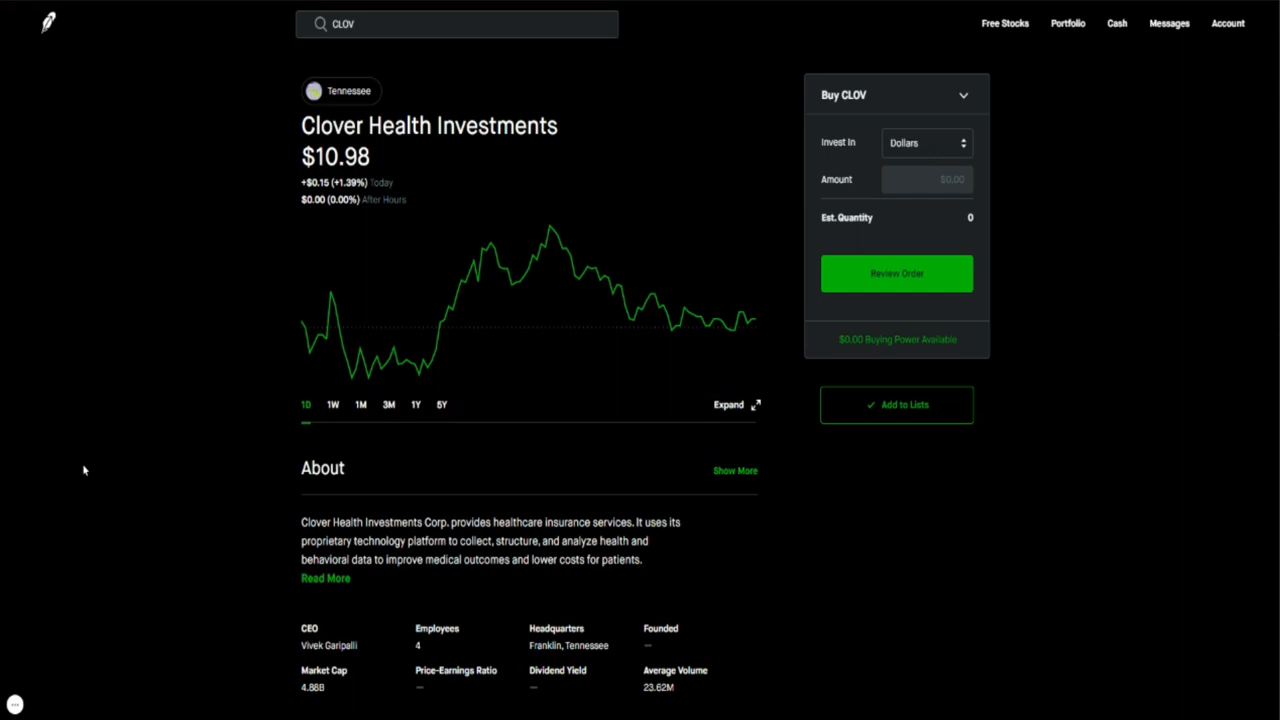 CLOV
Free Stocks Portfolio Cash Messages Account
Tennessee
Clover Health Investments
$10.98
+$0.15 (+1.39%) Today
$0.00 (0.00%) After Hours
1D 1W 1M 3M 1Y 5Y Expand
Buy CLOV
Invest In Dollars
Amount $0.00
Est. Quantity 0
Review Order
$0.00 Buying Power Available
Add to Lists
About Show More
Clover Health Investments Corp. provides healthcare insurance services. It uses its
proprietary technology platform to collect, structure, and analyze health and
behavioral data to improve medical outcomes and lower costs for patients.
Read More
CEO Employees Headquarters Founded
Vivek Garipalli 4 Franklin, Tennessee —
Market Cap Price-Earnings Ratio Dividend Yield Average Volume
4.88B — — 23.62M